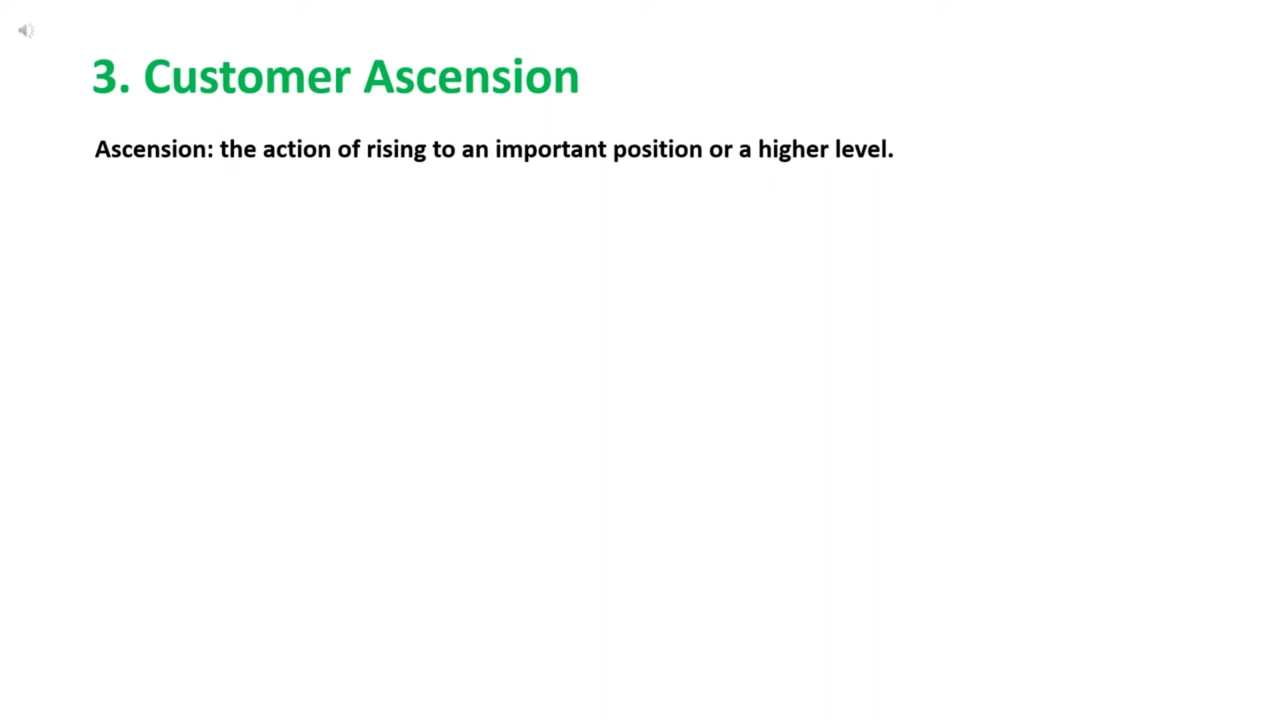 3. Customer Ascension
Ascension: the action of rising to an important position or a higher level.